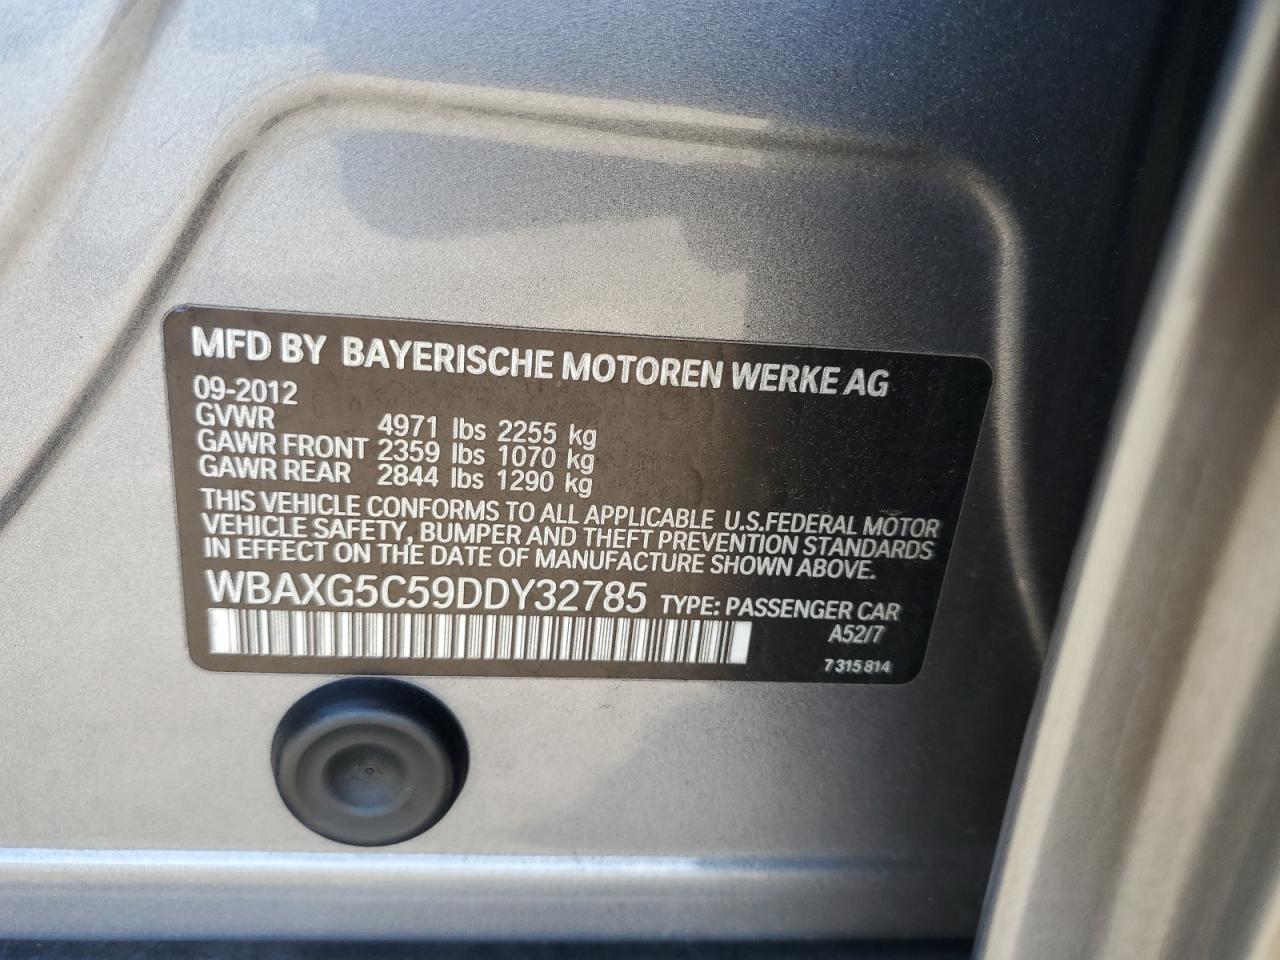 MFD BY BAYERISCHE MOTOREN WERKE AG
09-2012
GVWR 4971 lbs 2255 kg
GAWR FRONT 2359 lbs 1070 kg
GAWR REAR 2844 lbs 1290 kg
THIS VEHICLE CONFORMS TO ALL APPLICABLE U.S.FEDERAL MOTOR
VEHICLE SAFETY, BUMPER AND THEFT PREVENTION STANDARDS
IN EFFECT ON THE DATE OF MANUFACTURE SHOWN ABOVE.
WBAXG5C59DDY32785 TYPE: PASSENGER CAR
A52/7
7 315 814